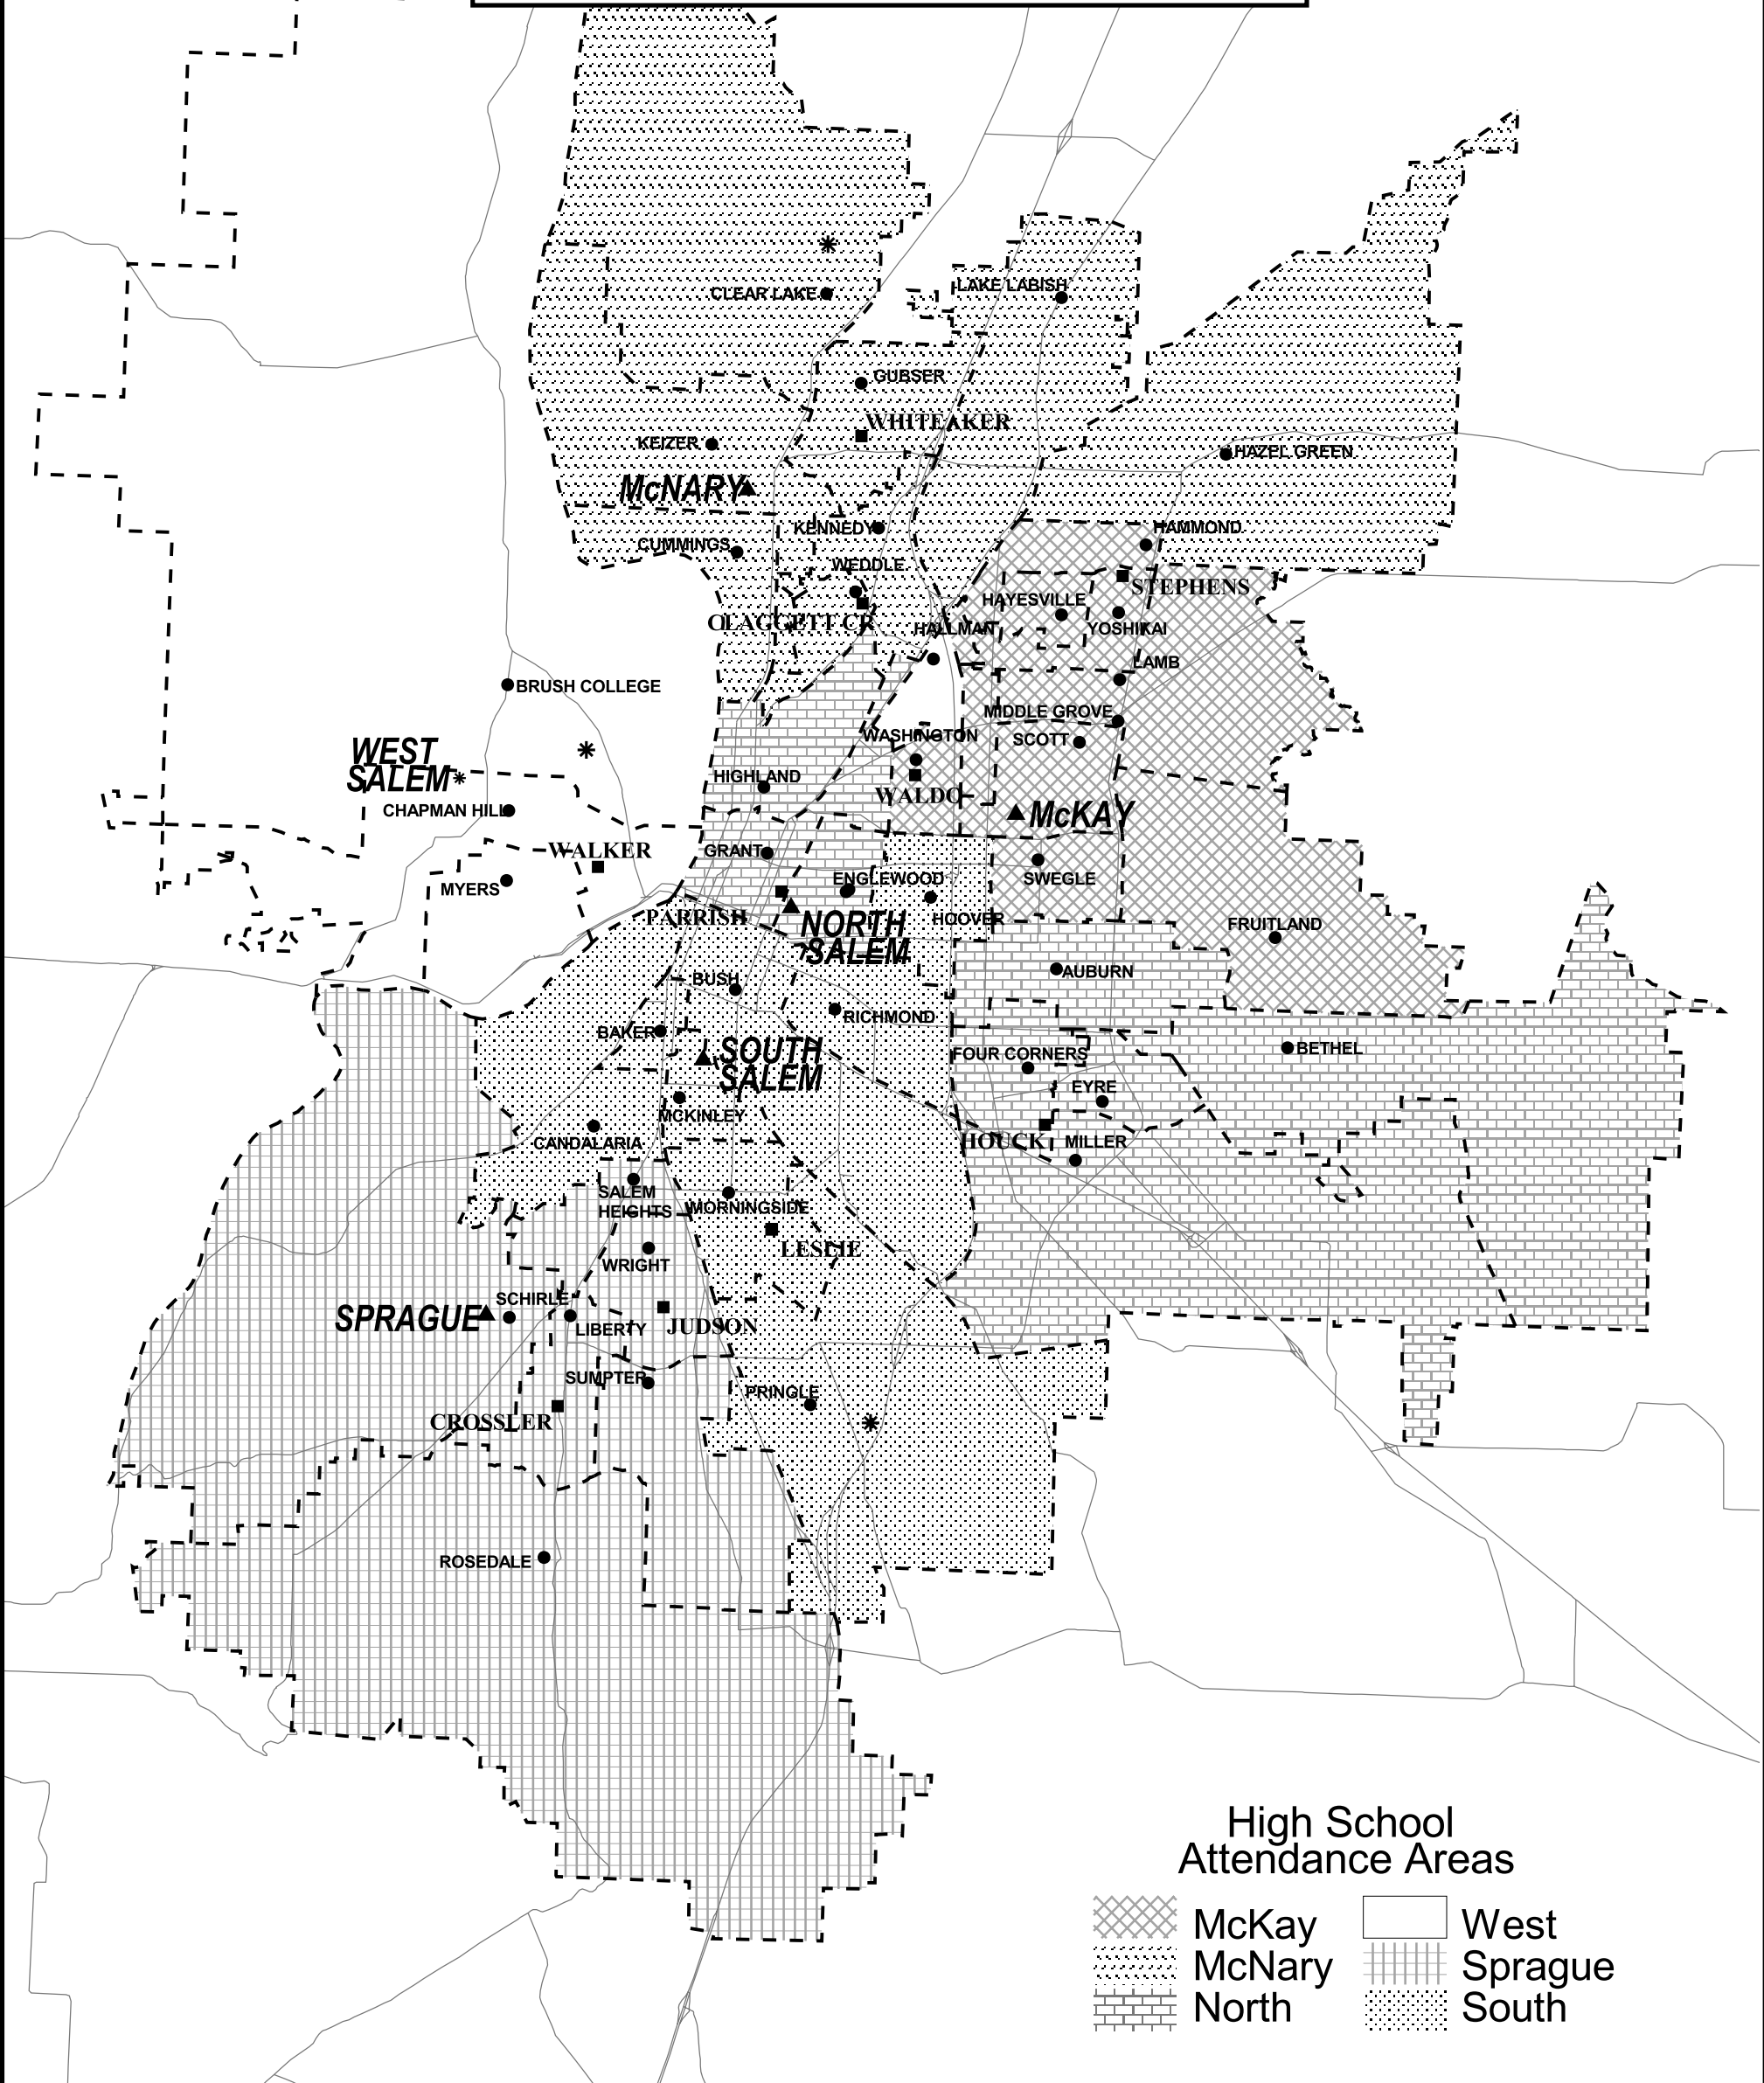 CLEAR LAKE
LAKE LABISH
GUBSER
WHITEAKER
KEIZER
HAZEL GREEN
McNARY
KENNEDY
HAMMOND
CUMMINGS
WEDDLE
STEPHENS
HAYESVILLE
CLAGGETT CR
HALLMAN
YOSHIKAI
LAMB
BRUSH COLLEGE
MIDDLE GROVE
WASHINGTON
SCOTT
WEST
SALEM
HIGHLAND
WALDO
CHAPMAN HILL
McKAY
WALKER
GRANT
ENGLEWOOD
SWEGLE
MYERS
PARRISH
HOOVER
NORTH
SALEM
FRUITLAND
AUBURN
BUSH
RICHMOND
BAKER
SOUTH
SALEM
FOUR CORNERS
BETHEL
EYRE
MCKINLEY
CANDALARIA
HOUCK
MILLER
SALEM
HEIGHTS
MORNINGSIDE
LESLIE
WRIGHT
SCHIRLE
SPRAGUE
LIBERTY
JUDSON
SUMPTER
PRINGLE
CROSSLER
ROSEDALE
High School
Attendance Areas
McKay
West
McNary
Sprague
North
South